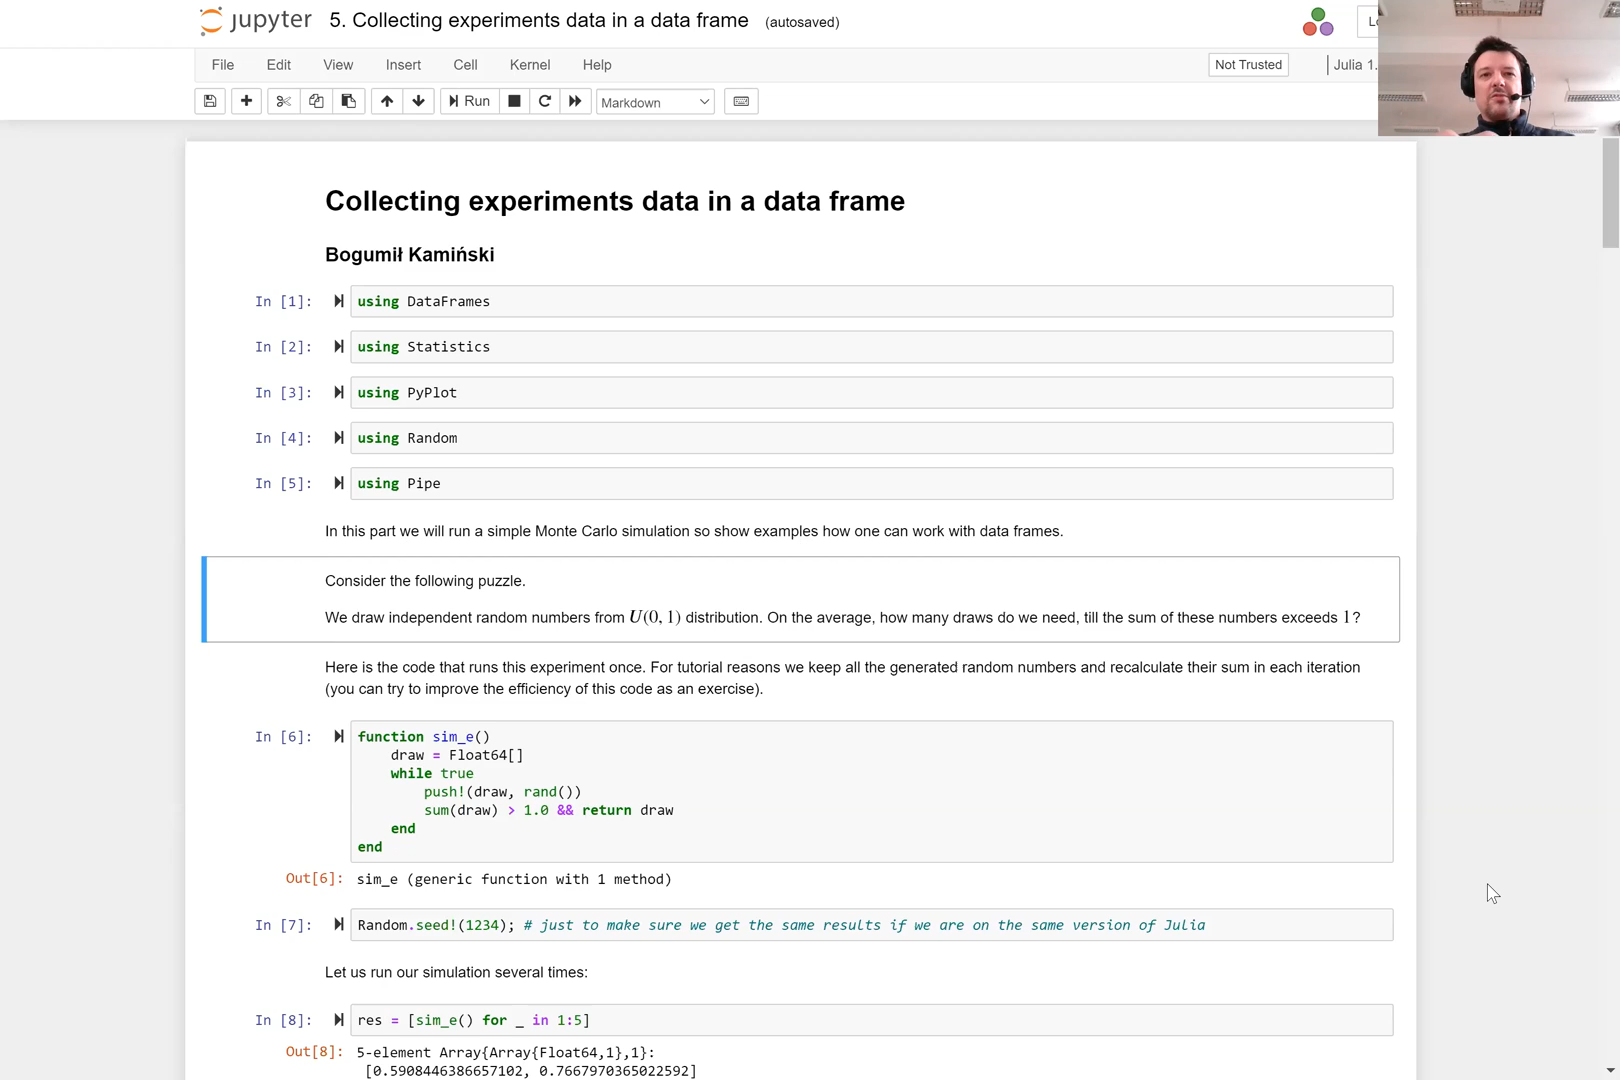 jupyter 5. Collecting experiments data in a data frame (autosaved)
File Edit View Insert Cell Kernel Help Not Trusted Julia 1.
Run Markdown
Collecting experiments data in a data frame
Bogumił Kamiński
In [1]: using DataFrames
In [2]: using Statistics
In [3]: using PyPlot
In [4]: using Random
In [5]: using Pipe
In this part we will run a simple Monte Carlo simulation so show examples how one can work with data frames.
Consider the following puzzle.
We draw independent random numbers from U(0, 1) distribution. On the average, how many draws do we need, till the sum of these numbers exceeds 1?
Here is the code that runs this experiment once. For tutorial reasons we keep all the generated random numbers and recalculate their sum in each iteration
(you can try to improve the efficiency of this code as an exercise).
In [6]: function sim_e()
draw = Float64[]
while true
push!(draw, rand())
sum(draw) > 1.0 && return draw
end
end
Out[6]: sim_e (generic function with 1 method)
In [7]: Random.seed!(1234); # just to make sure we get the same results if we are on the same version of Julia
Let us run our simulation several times:
In [8]: res = [sim_e() for _ in 1:5]
Out[8]: 5-element Array{Array{Float64,1},1}:
[0.5908446386657102, 0.7667970365022592]